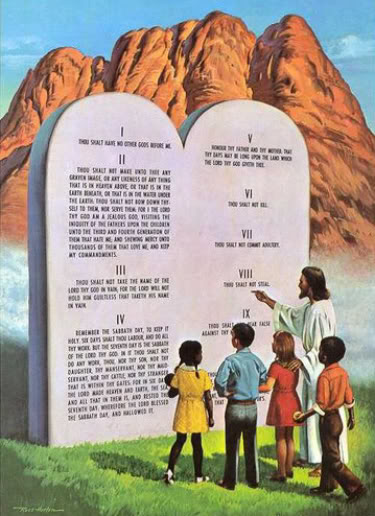 I
THOU SHALT HAVE NO OTHER GODS BEFORE ME.
II
THOU SHALT NOT MAKE UNTO THEE ANY
GRAVEN IMAGE, OR ANY LIKENESS OF ANY THING
THAT IS IN HEAVEN ABOVE, OR THAT IS IN THE
EARTH BENEATH, OR THAT IS IN THE WATER UNDER
THE EARTH: THOU SHALT NOT BOW DOWN THY-
SELF TO THEM, NOR SERVE THEM: FOR I THE LORD
THY GOD AM A JEALOUS GOD, VISITING THE
INIQUITY OF THE FATHERS UPON THE CHILDREN
UNTO THE THIRD AND FOURTH GENERATION OF
THEM THAT HATE ME; AND SHEWING MERCY UNTO
THOUSANDS OF THEM THAT LOVE ME, AND KEEP
MY COMMANDMENTS.
III
THOU SHALT NOT TAKE THE NAME OF THE
LORD THY GOD IN VAIN, FOR THE LORD WILL NOT
HOLD HIM GUILTLESS THAT TAKETH HIS NAME
IN VAIN.
IV
REMEMBER THE SABBATH DAY, TO KEEP IT
HOLY. SIX DAYS SHALT THOU LABOUR, AND DO ALL
THY WORK. BUT THE SEVENTH DAY IS THE SABBATH
OF THE LORD THY GOD. IN IT THOU SHALT NOT
DO ANY WORK, THOU, NOR THY SON, NOR THY
DAUGHTER, THY MANSERVANT, NOR THY MAID-
SERVANT, NOR THY CATTLE, NOR THY STRANGER
THAT IS WITHIN THY GATES. FOR IN SIX DAYS
THE LORD MADE HEAVEN AND EARTH, THE SEA
AND ALL THAT IN THEM IS, AND RESTED THE
SEVENTH DAY: WHEREFORE THE LORD BLESSED
THE SABBATH DAY, AND HALLOWED IT.
V
HONOUR THY FATHER AND THY MOTHER, THAT
THY DAYS MAY BE LONG UPON THE LAND WHICH
THE LORD THY GOD GIVETH THEE.
VI
THOU SHALT NOT KILL.
VII
THOU SHALT NOT COMMIT ADULTERY.
VIII
THOU SHALT NOT STEAL.
IX
THOU SHALT BEAR FALSE
AGAINST THY